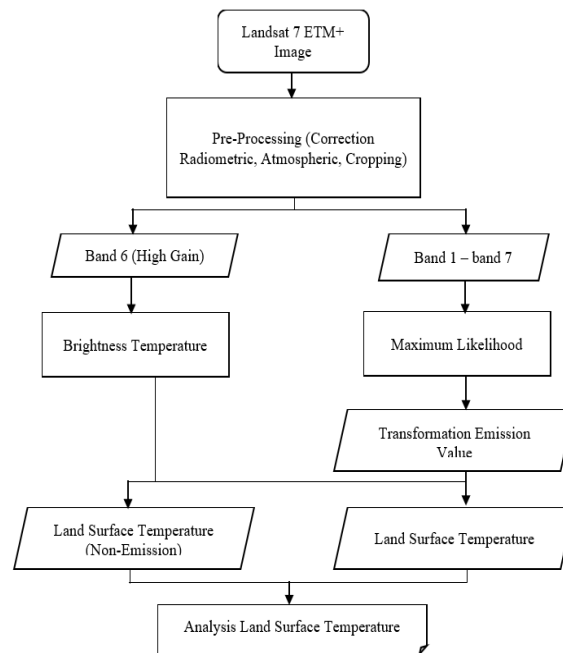 Landsat 7 ETM+
Image
Pre-Processing (Correction
Radiometric, Atmospheric, Cropping)
Band 6 (High Gain)
Band 1 – band 7
Brightness Temperature
Maximum Likelihood
Transformation Emission
Value
Land Surface Temperature
(Non-Emission)
Land Surface Temperature
Analysis Land Surface Temperature